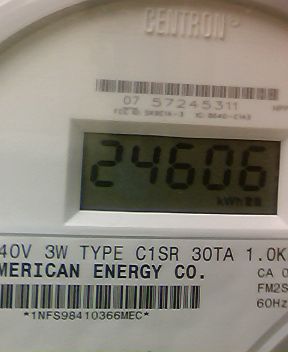 CENTRON
07 57245311
24606
kWh
40V 3W TYPE C1SR 30TA 1.0K
MERICAN ENERGY CO.
CA 0
FM2S
60Hz
*1NFS98410366MEC*